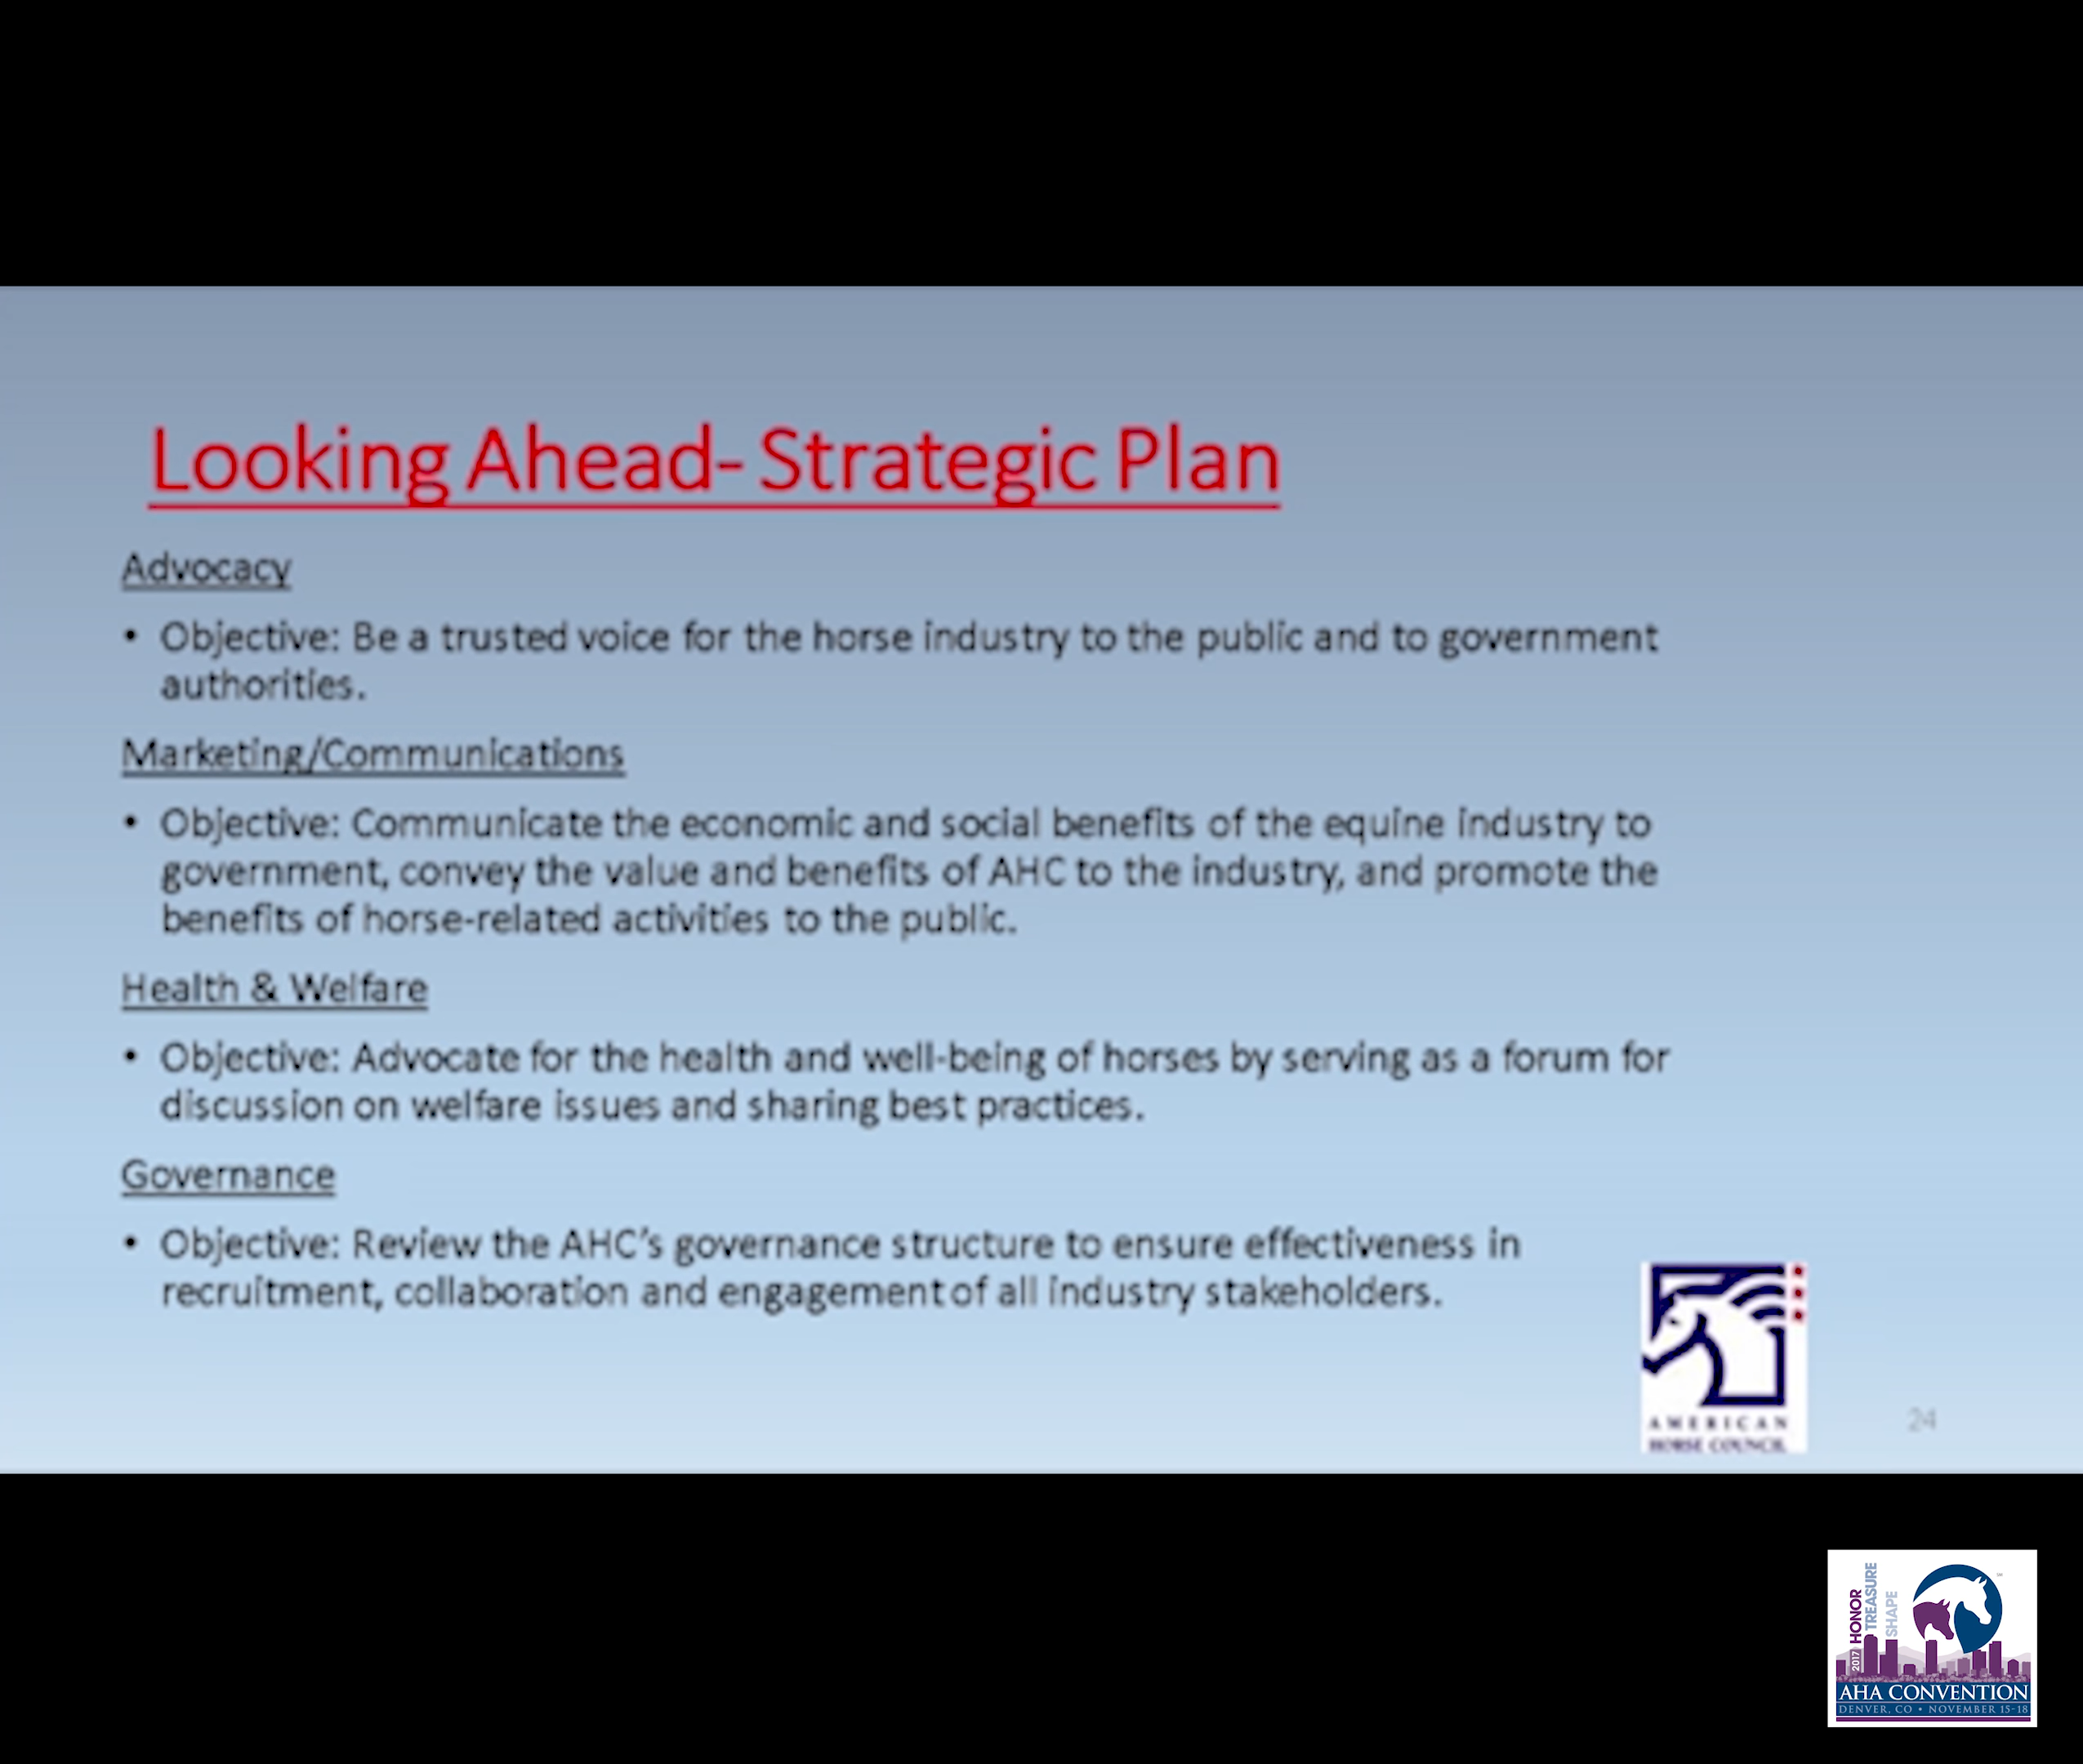 Looking Ahead- Strategic Plan
Advocacy
• Objective: Be a trusted voice for the horse industry to the public and to government
authorities.
Marketing/Communications
• Objective: Communicate the economic and social benefits of the equine industry to
government, convey the value and benefits of AHC to the industry, and promote the
benefits of horse-related activities to the public.
Health & Welfare
• Objective: Advocate for the health and well-being of horses by serving as a forum for
discussion on welfare issues and sharing best practices.
Governance
• Objective: Review the AHC’s governance structure to ensure effectiveness in
recruitment, collaboration and engagement of all industry stakeholders.
AMERICAN
HORSE COUNCIL
24
2017 HONOR
TREASURE
SHAPE
AHA CONVENTION
DENVER, CO • NOVEMBER 15-18